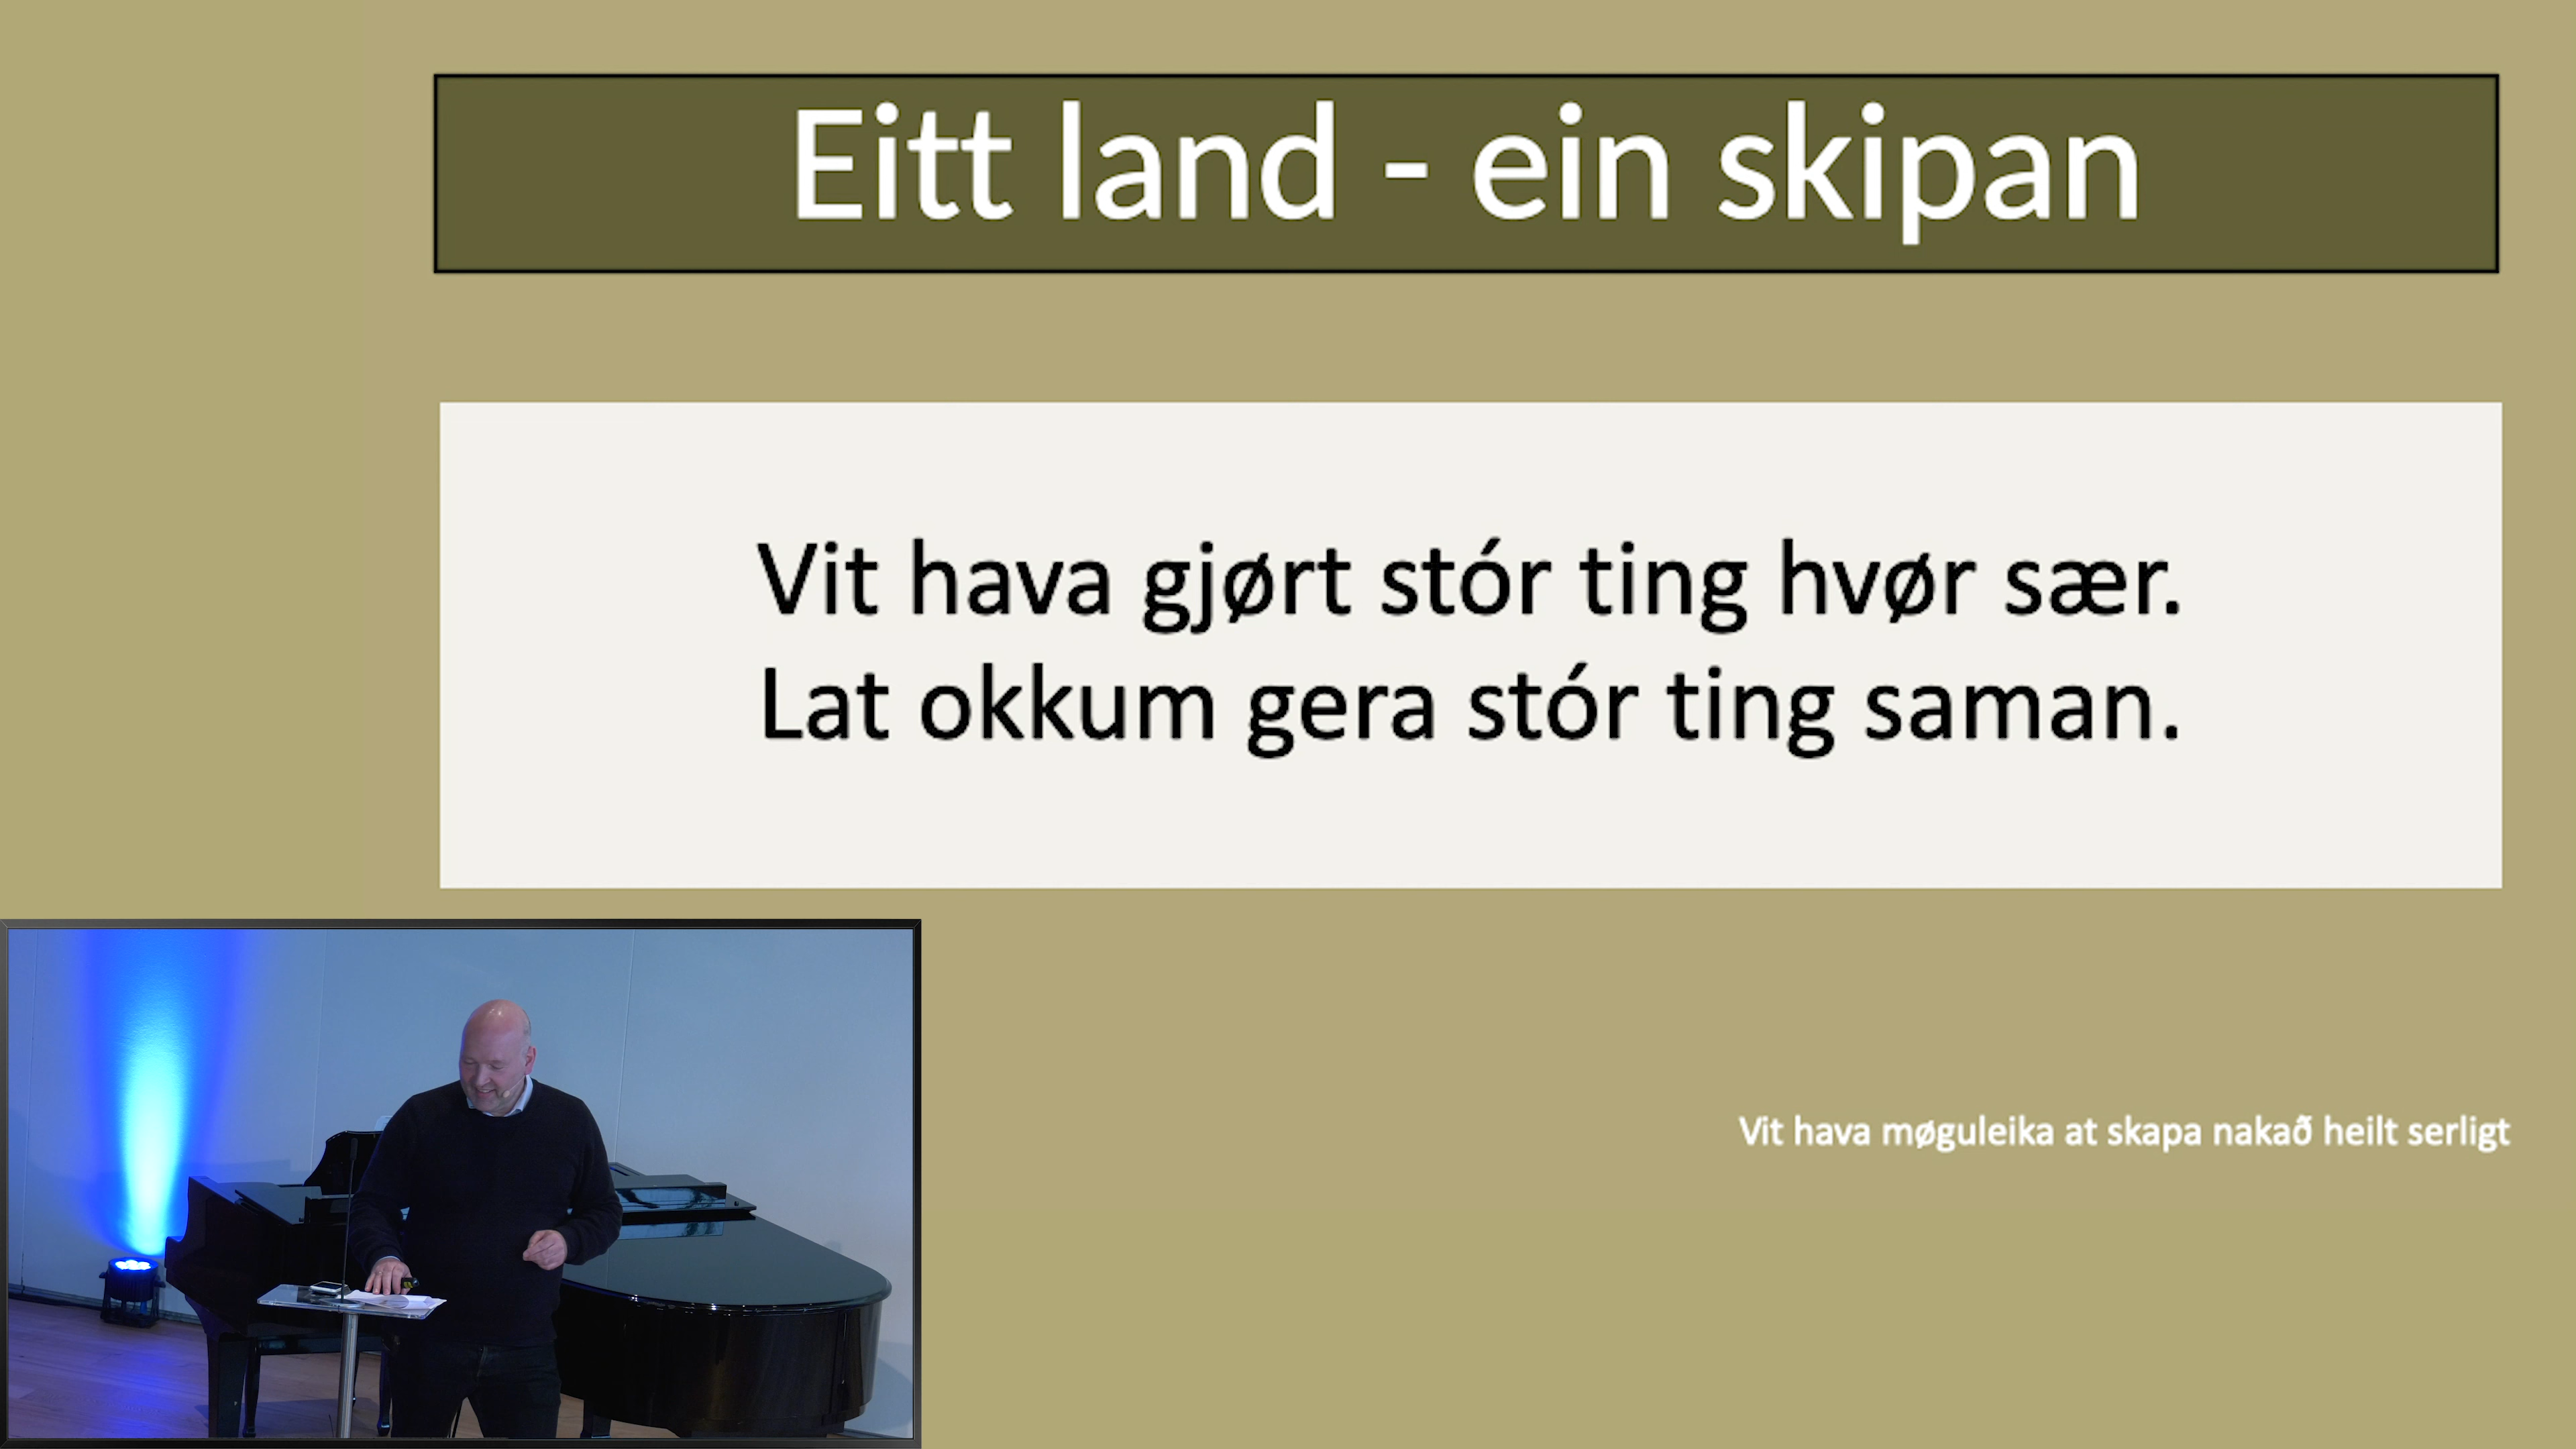 Eitt land - ein skipan
Vit hava gjørt stór ting hvør sær.
Lat okkum gera stór ting saman.
Vit hava møguleika at skapa nakað heilt serligt